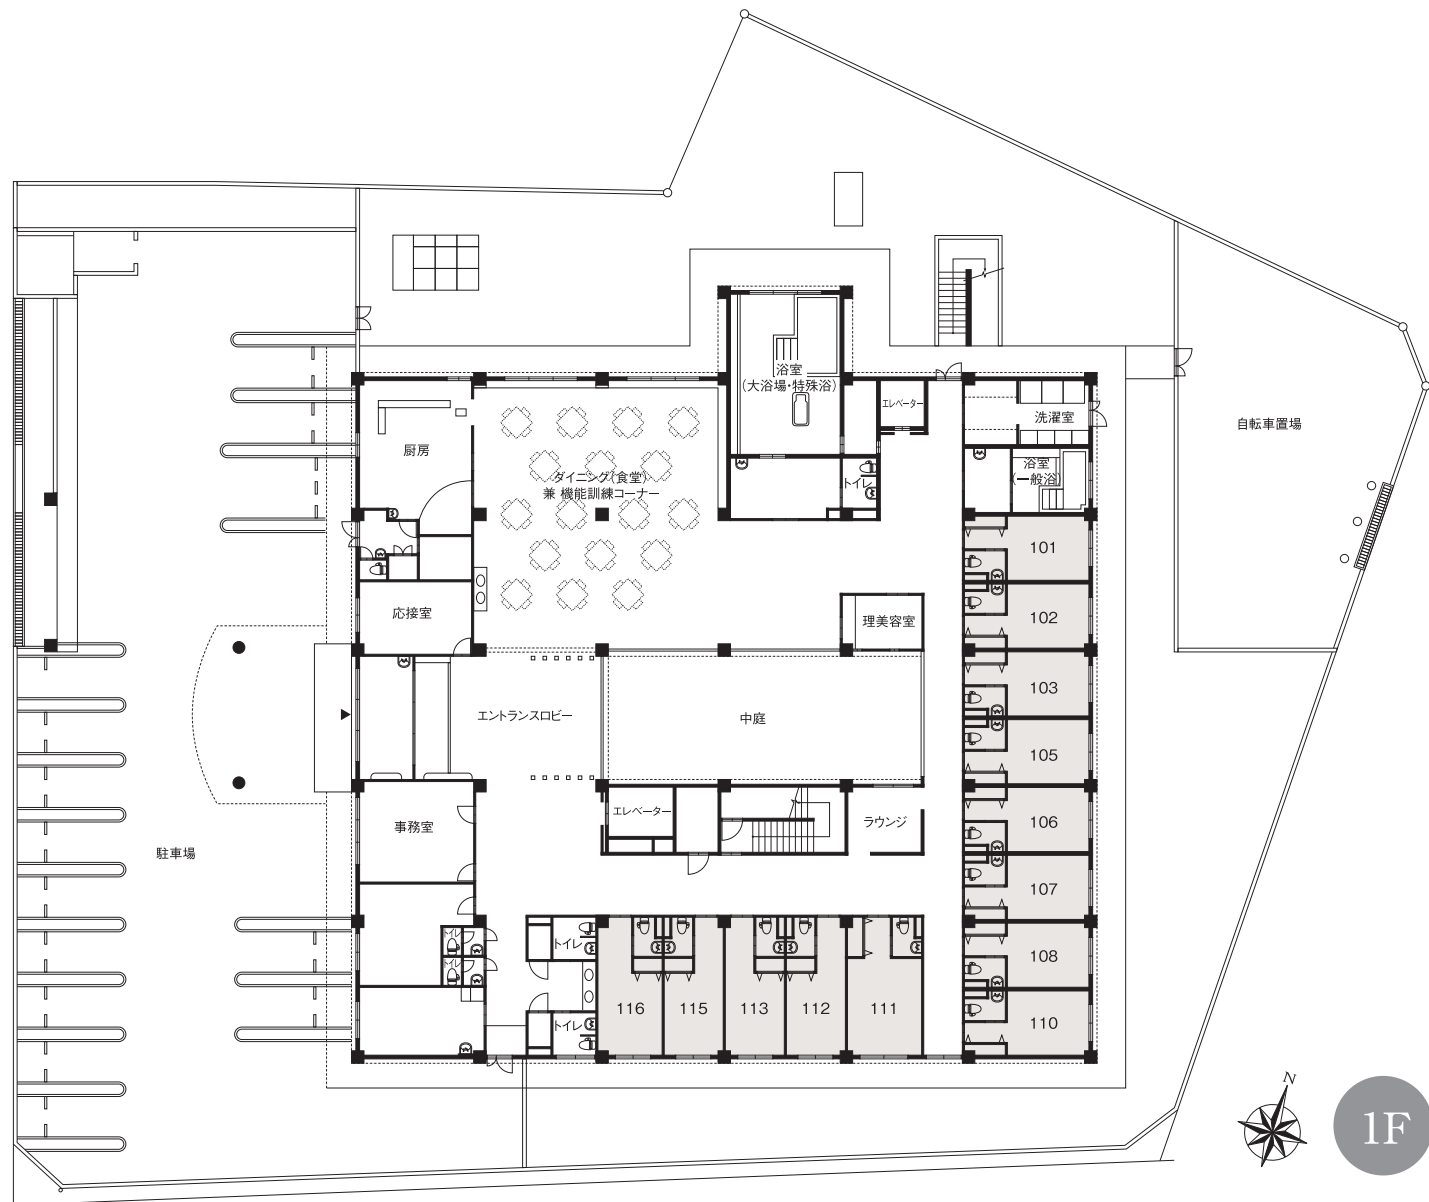 浴室
(大浴場・特殊浴)
エレベーター
洗濯室
自転車置場
厨房
ダイニング(食堂)
兼 機能訓練コーナー
トイレ
浴室
(一般浴)
101
応接室
理美容室
102
103
エントランスロビー
中庭
105
エレベーター
ラウンジ
106
事務室
駐車場
107
トイレ
トイレ
トイレ
108
116
115
113
112
111
110
トイレ
N
1F